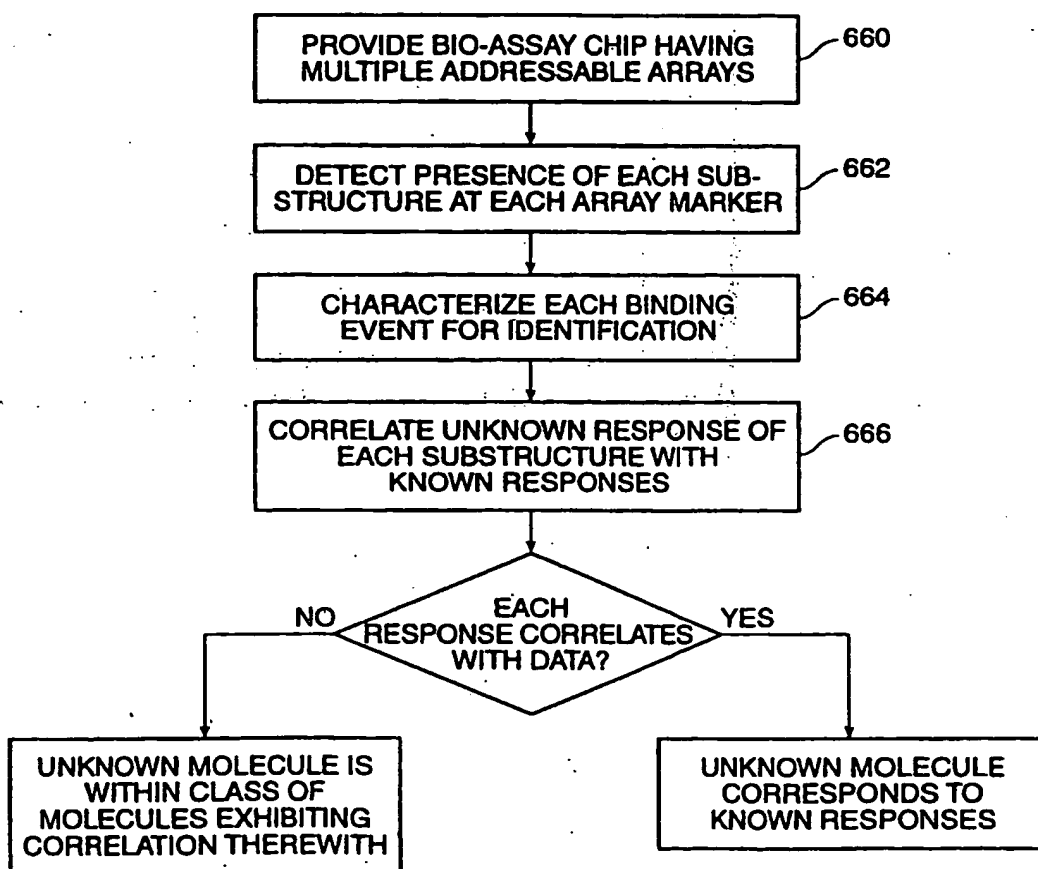 PROVIDE BIO-ASSAY CHIP HAVING
MULTIPLE ADDRESSABLE ARRAYS
660
DETECT PRESENCE OF EACH SUB-
STRUCTURE AT EACH ARRAY MARKER
662
CHARACTERIZE EACH BINDING
EVENT FOR IDENTIFICATION
664
CORRELATE UNKNOWN RESPONSE OF
EACH SUBSTRUCTURE WITH
KNOWN RESPONSES
666
EACH
RESPONSE CORRELATES
WITH DATA?
NO
YES
UNKNOWN MOLECULE IS
WITHIN CLASS OF
MOLECULES EXHIBITING
CORRELATION THEREWITH
UNKNOWN MOLECULE
CORRESPONDS TO
KNOWN RESPONSES